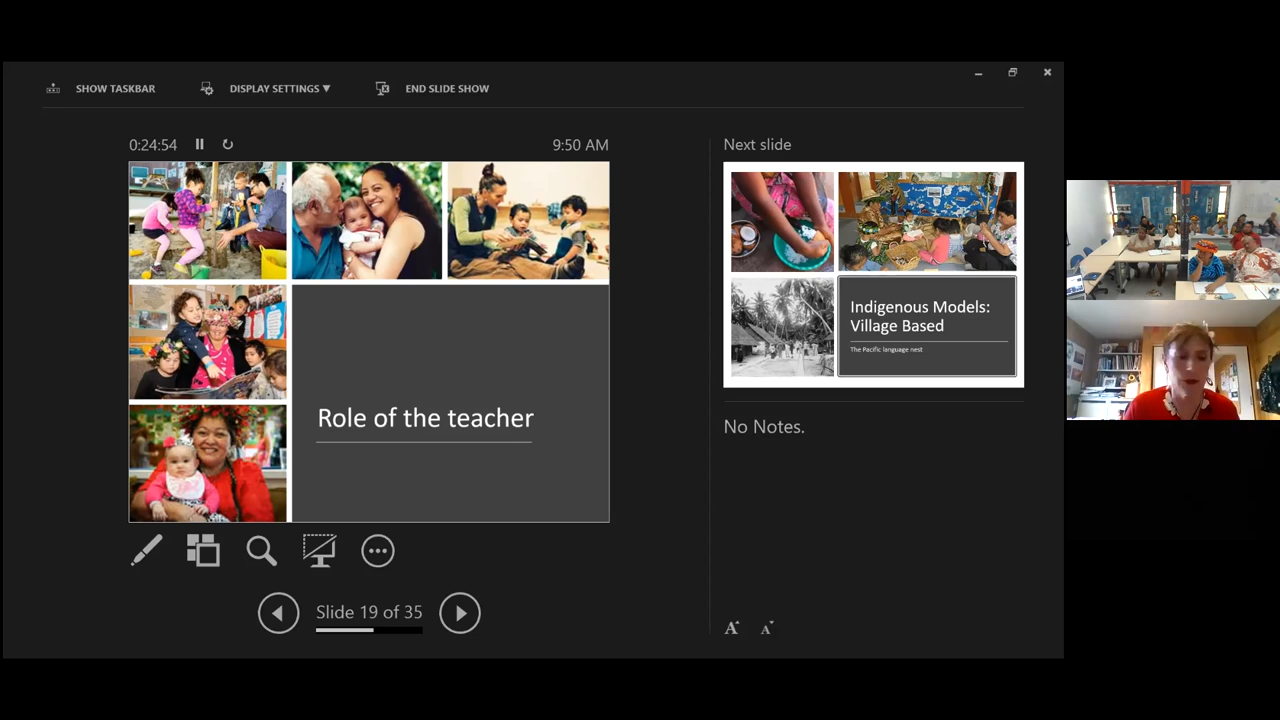 SHOW TASKBAR
DISPLAY SETTINGS ▼
END SLIDE SHOW
0:24:54
9:50 AM
Role of the teacher
Slide 19 of 35
Next slide
Indigenous Models:
Village Based
The Pacific language nest
No Notes.
A
A